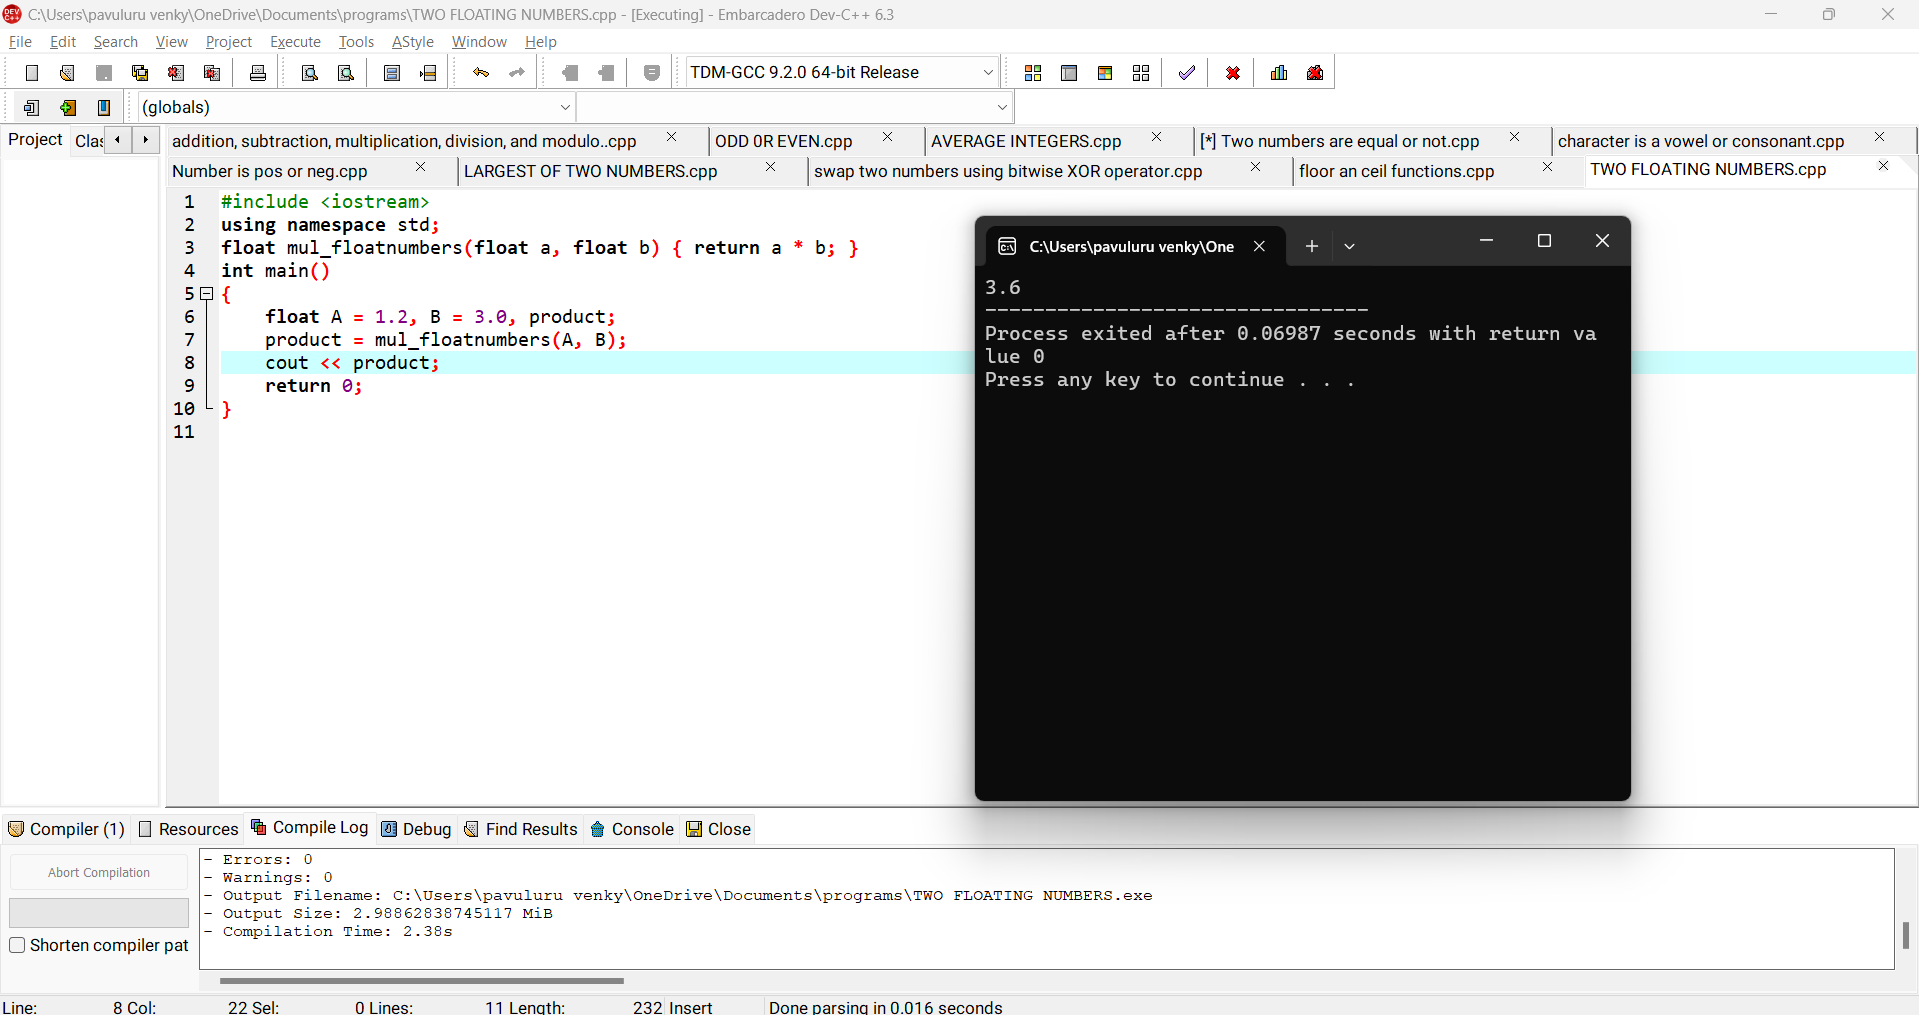 C:\Users\pavuluru venky\OneDrive\Documents\programs\TWO FLOATING NUMBERS.cpp - [Executing] - Embarcadero Dev-C++ 6.3
File Edit Search View Project Execute Tools AStyle Window Help
TDM-GCC 9.2.0 64-bit Release
(globals)
Project Clas
addition, subtraction, multiplication, division, and modulo..cpp ODD 0R EVEN.cpp AVERAGE INTEGERS.cpp [*] Two numbers are equal or not.cpp character is a vowel or consonant.cpp
Number is pos or neg.cpp LARGEST OF TWO NUMBERS.cpp swap two numbers using bitwise XOR operator.cpp floor an ceil functions.cpp TWO FLOATING NUMBERS.cpp
1 #include <iostream>
2 using namespace std;
3 float mul_floatnumbers(float a, float b) { return a * b; }
4 int main()
5 {
6 float A = 1.2, B = 3.0, product;
7 product = mul_floatnumbers(A, B);
8 cout << product;
9 return 0;
10 }
11
C:\Users\pavuluru venky\One
3.6
--------------------------------
Process exited after 0.06987 seconds with return va
lue 0
Press any key to continue . . .
Compiler (1) Resources Compile Log Debug Find Results Console Close
Abort Compilation
Shorten compiler pat
- Errors: 0
- Warnings: 0
- Output Filename: C:\Users\pavuluru venky\OneDrive\Documents\programs\TWO FLOATING NUMBERS.exe
- Output Size: 2.98862838745117 MiB
- Compilation Time: 2.38s
Line: 8 Col: 22 Sel: 0 Lines: 11 Length: 232 Insert Done parsing in 0.016 seconds